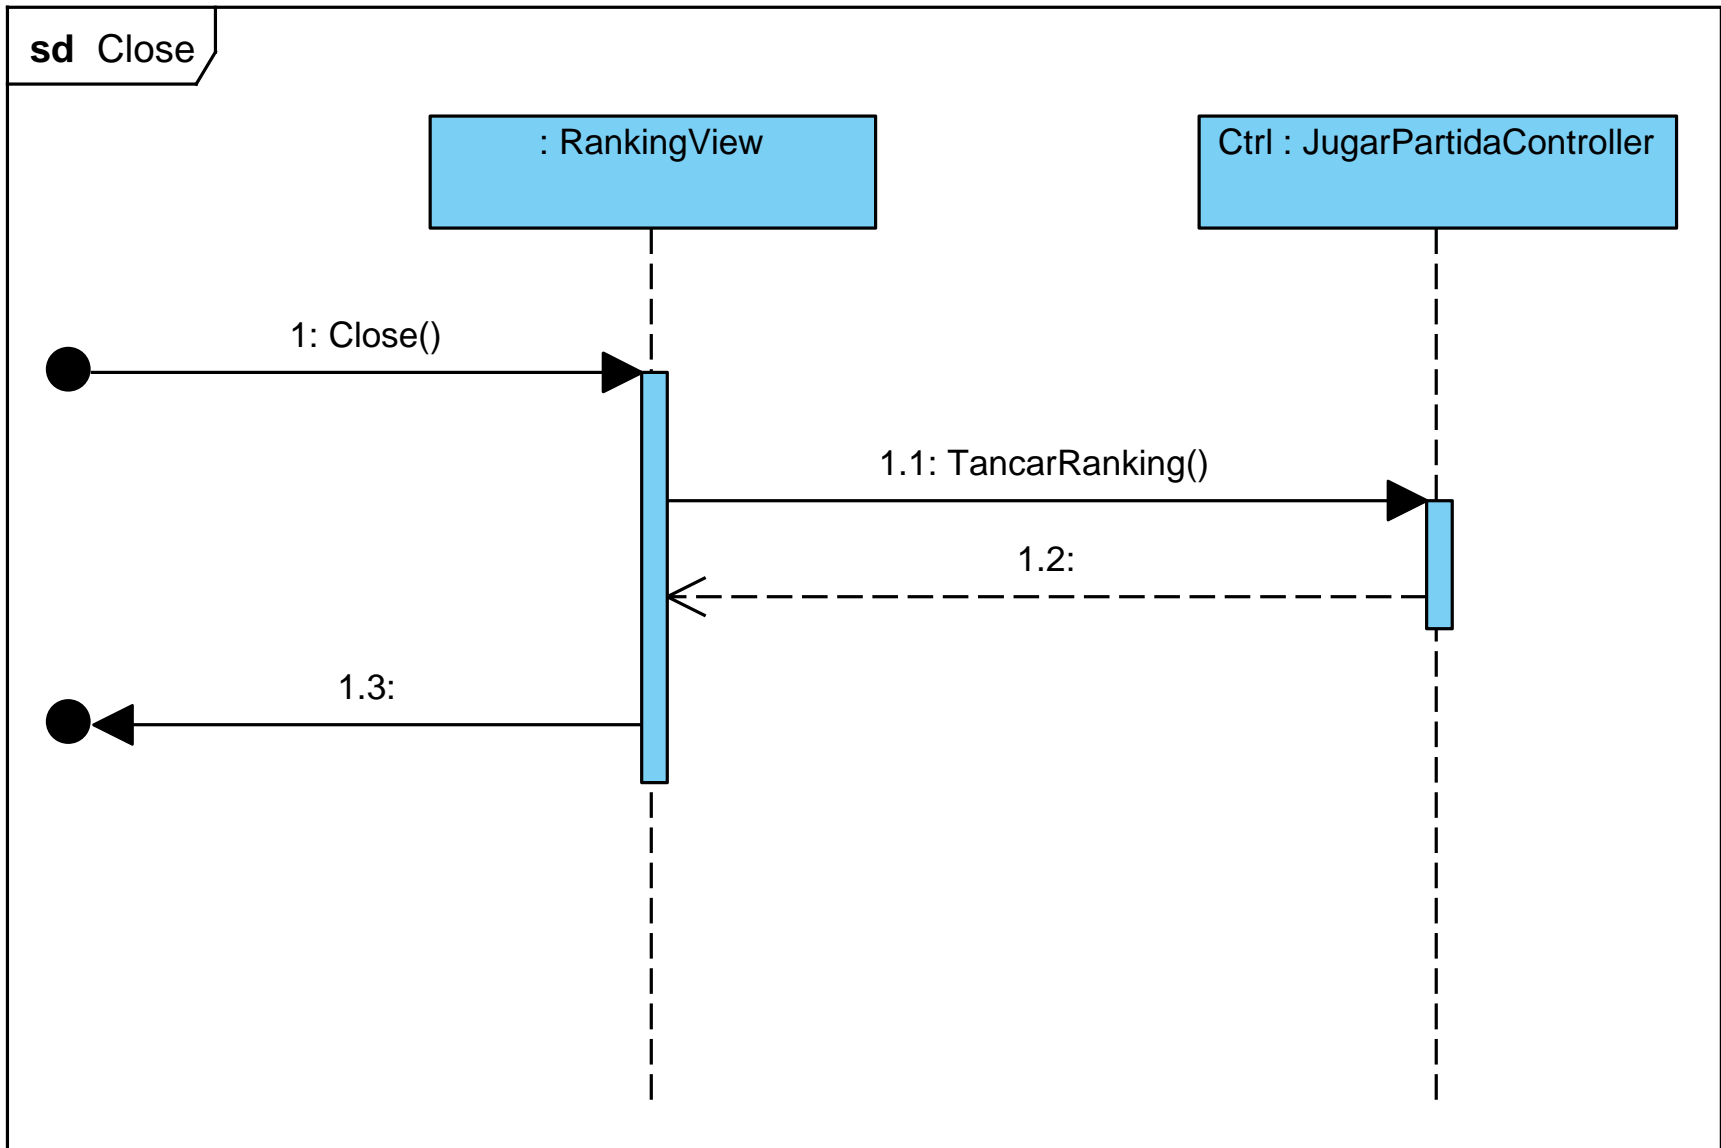 sd Close
: RankingView
Ctrl : JugarPartidaController
1: Close()
1.1: TancarRanking()
1.2:
1.3: